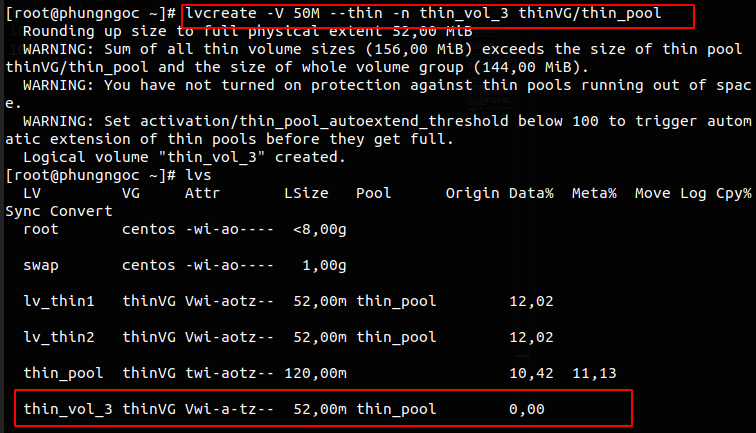 [root@phungngoc ~]# lvcreate -V 50M --thin -n thin_vol_3 thinVG/thin_pool
  Rounding up size to full physical extent 52,00 MiB
  WARNING: Sum of all thin volume sizes (156,00 MiB) exceeds the size of thin pool
thinVG/thin_pool and the size of whole volume group (144,00 MiB).
  WARNING: You have not turned on protection against thin pools running out of spac
e.
  WARNING: Set activation/thin_pool_autoextend_threshold below 100 to trigger autom
atic extension of thin pools before they get full.
  Logical volume "thin_vol_3" created.
[root@phungngoc ~]# lvs
  LV         VG     Attr       LSize   Pool      Origin Data%  Meta%  Move Log Cpy%
Sync Convert
  root       centos -wi-ao----  <8,00g
  swap       centos -wi-ao----   1,00g
  lv_thin1   thinVG Vwi-aotz--  52,00m thin_pool        12,02
  lv_thin2   thinVG Vwi-aotz--  52,00m thin_pool        12,02
  thin_pool  thinVG twi-aotz-- 120,00m                  10,42  11,13
  thin_vol_3 thinVG Vwi-a-tz--  52,00m thin_pool        0,00